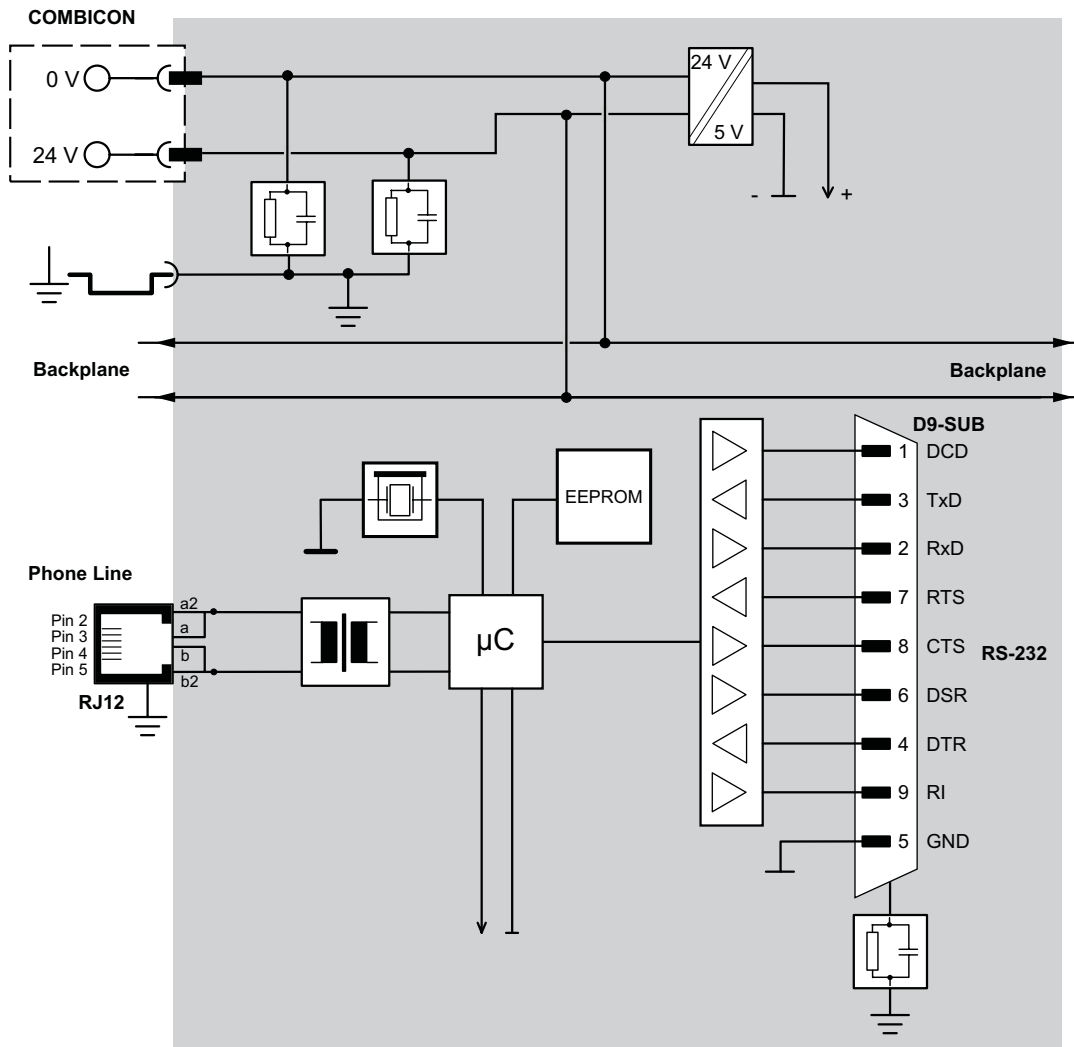 COMBICON
0 V
24 V
24 V
5 V
- +
Backplane
Backplane
D9-SUB
1 DCD
3 TxD
2 RxD
7 RTS
8 CTS
6 DSR
4 DTR
9 RI
5 GND
RS-232
EEPROM
µC
Phone Line
Pin 2
Pin 3
Pin 4
Pin 5
a2
a
b
b2
RJ12